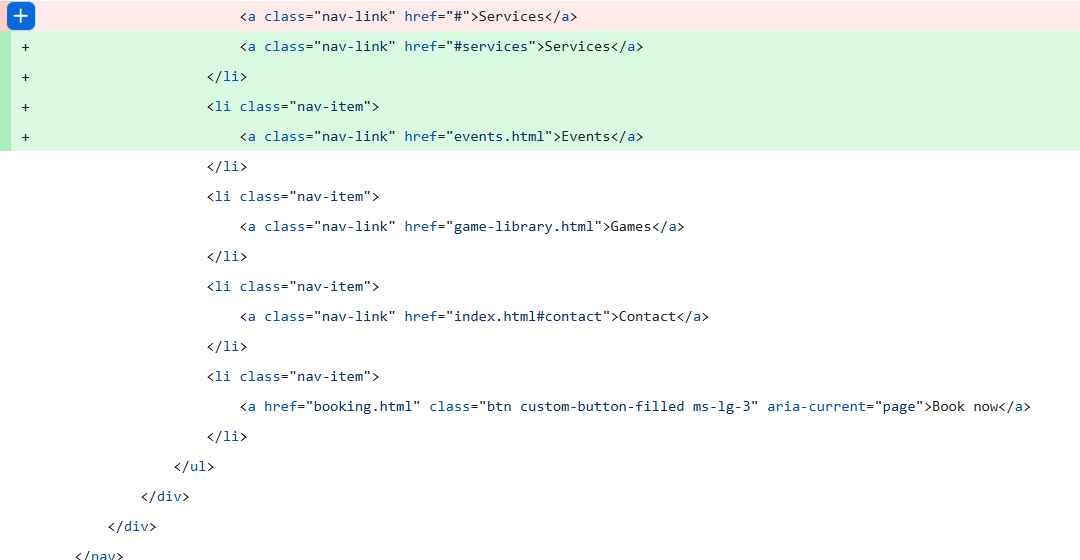 <a class="nav-link" href="#">Services</a>
+ <a class="nav-link" href="#services">Services</a>
+ </li>
+ <li class="nav-item">
+ <a class="nav-link" href="events.html">Events</a>
</li>
<li class="nav-item">
<a class="nav-link" href="game-library.html">Games</a>
</li>
<li class="nav-item">
<a class="nav-link" href="index.html#contact">Contact</a>
</li>
<li class="nav-item">
<a href="booking.html" class="btn custom-button-filled ms-lg-3" aria-current="page">Book now</a>
</li>
</ul>
</div>
</div>
</nav>